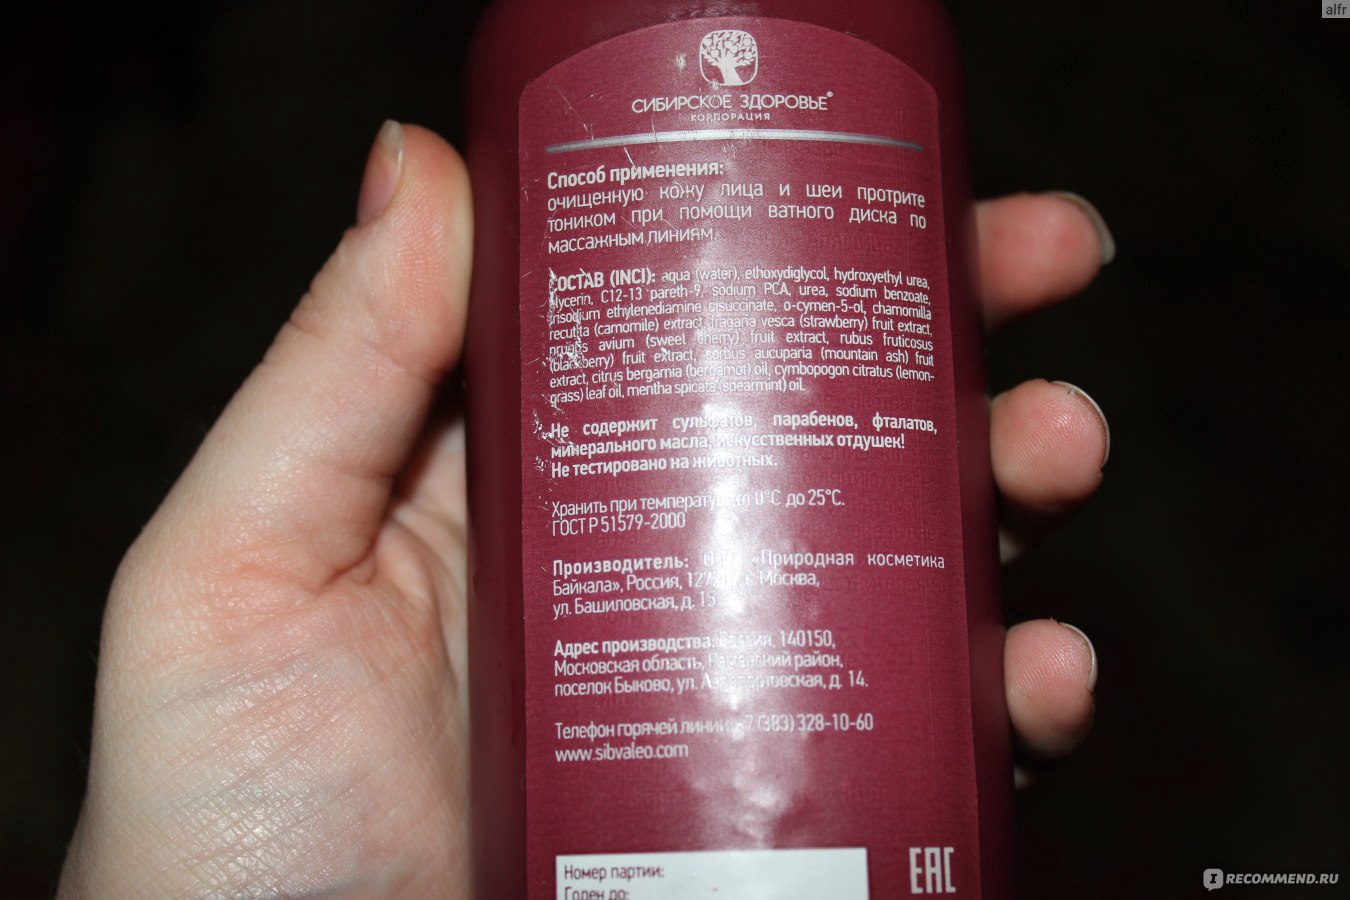 alfr
СИБИРСКОЕ ЗДОРОВЬЕ®
КОРПОРАЦИЯ
Способ применения:
очищенную кожу лица и шеи протрите
тоником при помощи ватного диска по
массажным линиям.
СОСТАВ (INCI): aqua (water), ethoxydiglycol, hydroxyethyl urea,
glycerin, C12-13 pareth-9, sodium PCA, urea, sodium benzoate,
trisodium ethylenediamine disuccinate, o-cymen-5-ol, chamomilla
recutita (camomile) extract, fragaria vesca (strawberry) fruit extract,
prunus avium (sweet cherry) fruit extract, rubus fruticosus
(blackberry) fruit extract, sorbus aucuparia (mountain ash) fruit
extract, citrus bergamia (bergamot) oil, cymbopogon citratus (lemon-
grass) leaf oil, mentha spicata (spearmint) oil.
Не содержит сульфатов, парабенов, фталатов,
минерального масла, искусственных отдушек!
Не тестировано на животных.
Хранить при температуре от 0°С до 25°С.
ГОСТ Р 51579-2000
Производитель: «Природная косметика
Байкала», Россия, г. Москва,
ул. Башиловская, д. 15
Адрес производства: Россия, 140150,
Московская область, Раменский район,
поселок Быково, ул. Аэропортовская, д. 14.
Телефон горячей линии: 7 (383) 328-10-60
www.sibvaleo.com
Номер партии:
Годен до:
EAC
IRECOMMEND.RU